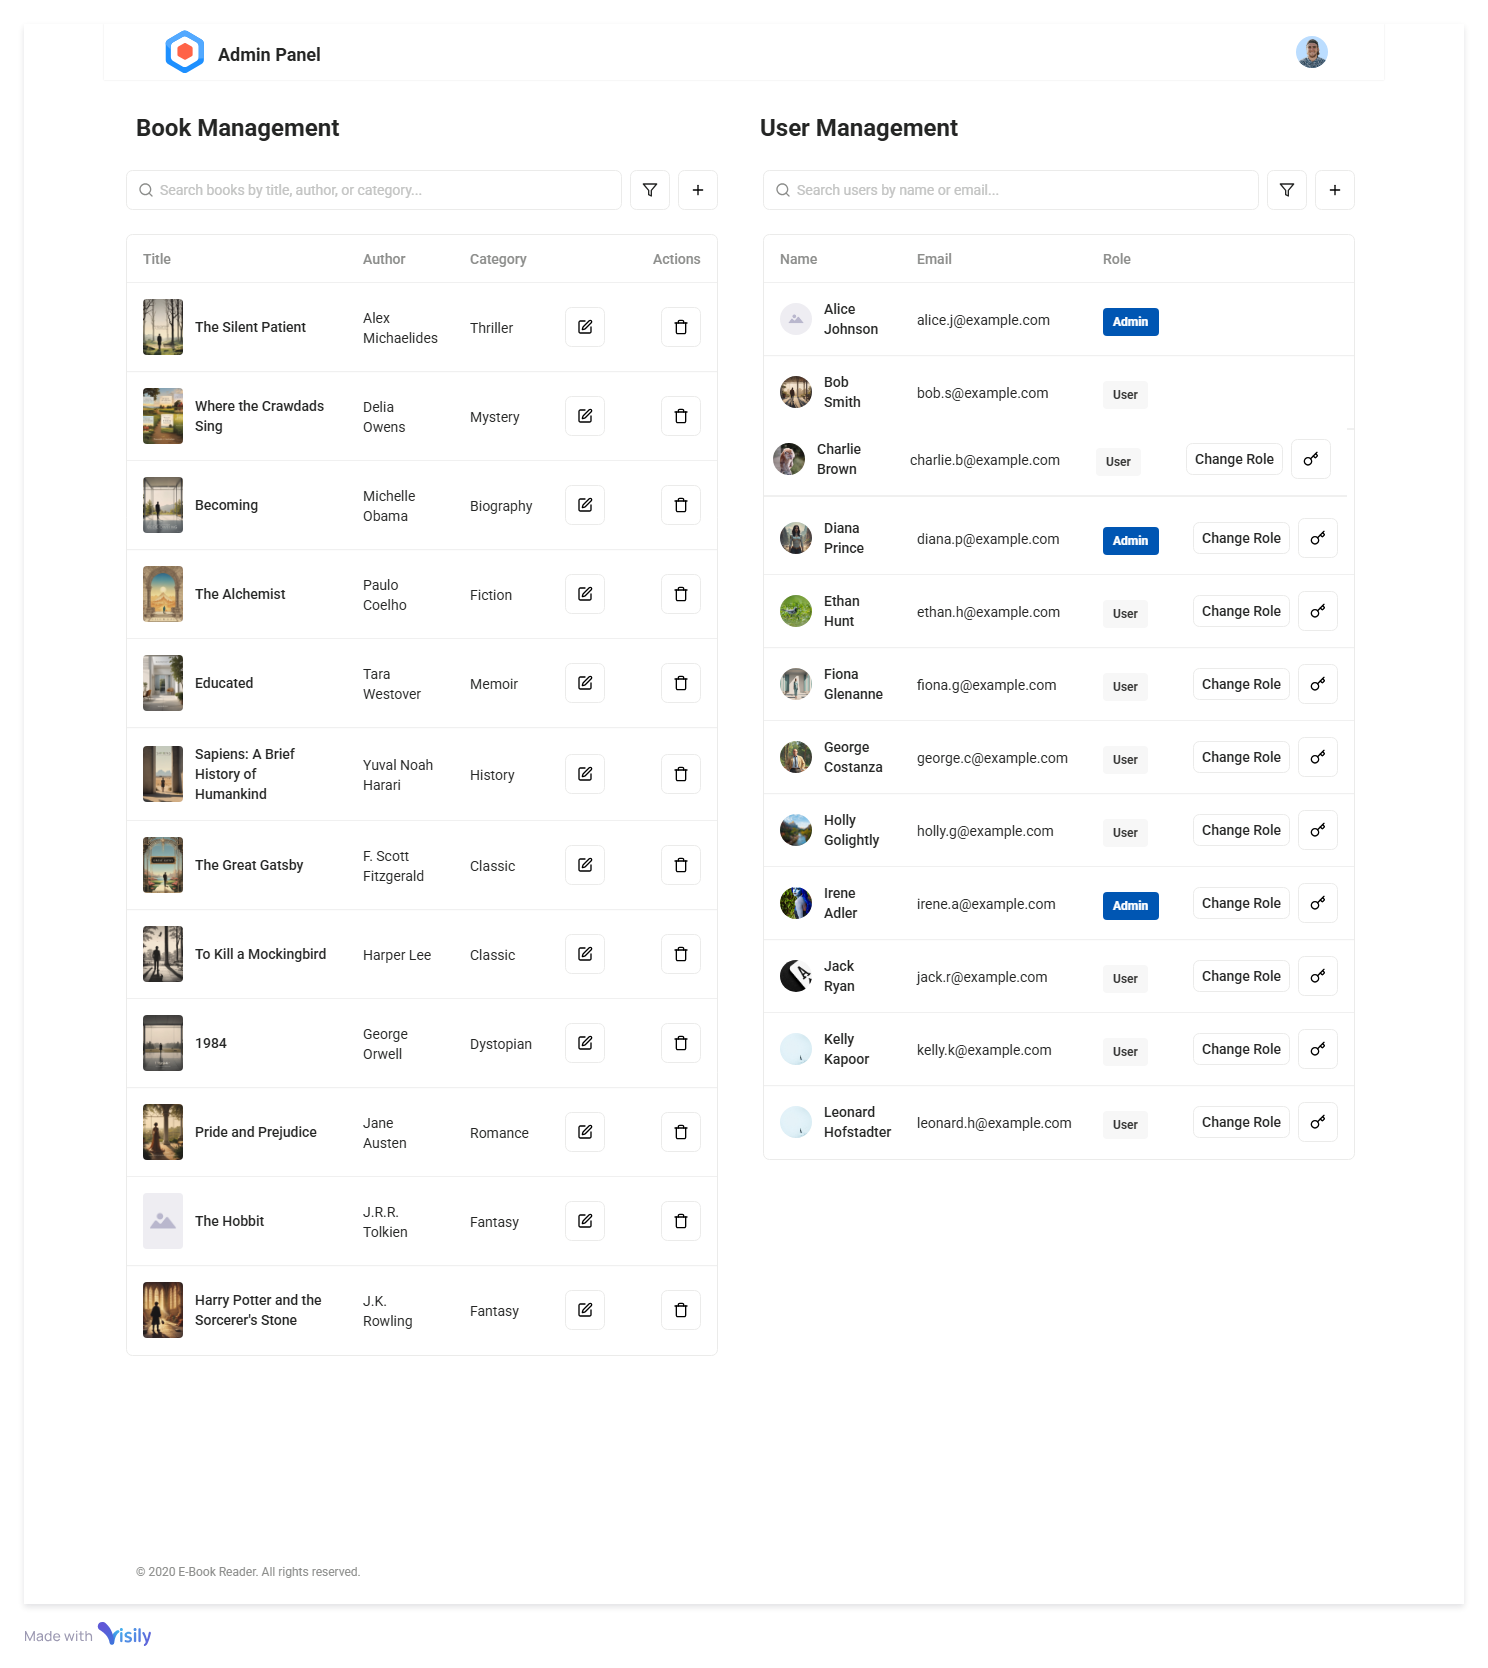 Admin Panel
Book Management
Search books by title, author, or category...
Title Author Category Actions
The Silent Patient
Alex
Michaelides
Thriller
Where the Crawdads
Sing
Delia
Owens
Mystery
Becoming
Michelle
Obama
Biography
The Alchemist
Paulo
Coelho
Fiction
Educated
Tara
Westover
Memoir
Sapiens: A Brief
History of
Humankind
Yuval Noah
Harari
History
The Great Gatsby
F. Scott
Fitzgerald
Classic
To Kill a Mockingbird
Harper Lee
Classic
1984
George
Orwell
Dystopian
Pride and Prejudice
Jane
Austen
Romance
The Hobbit
J.R.R.
Tolkien
Fantasy
Harry Potter and the
Sorcerer's Stone
J.K.
Rowling
Fantasy
User Management
Search users by name or email...
Name Email Role
Alice
Johnson
alice.j@example.com
Admin
Bob
Smith
bob.s@example.com
User
Charlie
Brown
charlie.b@example.com
User
Change Role
Diana
Prince
diana.p@example.com
Admin
Change Role
Ethan
Hunt
ethan.h@example.com
User
Change Role
Fiona
Glenanne
fiona.g@example.com
User
Change Role
George
Costanza
george.c@example.com
User
Change Role
Holly
Golightly
holly.g@example.com
User
Change Role
Irene
Adler
irene.a@example.com
Admin
Change Role
Jack
Ryan
jack.r@example.com
User
Change Role
Kelly
Kapoor
kelly.k@example.com
User
Change Role
Leonard
Hofstadter
leonard.h@example.com
User
Change Role
© 2020 E-Book Reader. All rights reserved.
Made with Visily